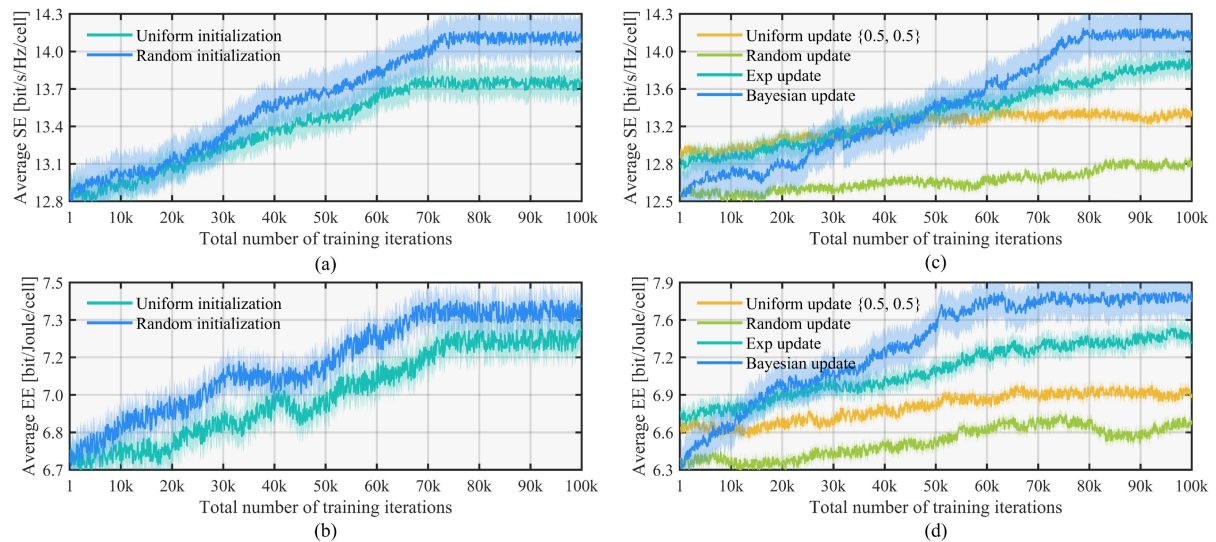 Average SE [bit/s/Hz/cell]
14.3
14.0
13.7
13.4
13.1
12.8
Uniform initialization
Random initialization
1 10k 20k 30k 40k 50k 60k 70k 80k 90k 100k
Total number of training iterations
(a)
Average SE [bit/s/Hz/cell]
14.3
14.0
13.6
13.2
12.8
12.5
Uniform update {0.5, 0.5}
Random update
Exp update
Bayesian update
1 10k 20k 30k 40k 50k 60k 70k 80k 90k 100k
Total number of training iterations
(c)
Average EE [bit/Joule/cell]
7.5
7.3
7.2
7.0
6.8
6.7
Uniform initialization
Random initialization
1 10k 20k 30k 40k 50k 60k 70k 80k 90k 100k
Total number of training iterations
(b)
Average EE [bit/Joule/cell]
7.9
7.6
7.2
6.9
6.6
6.3
Uniform update {0.5, 0.5}
Random update
Exp update
Bayesian update
1 10k 20k 30k 40k 50k 60k 70k 80k 90k 100k
Total number of training iterations
(d)